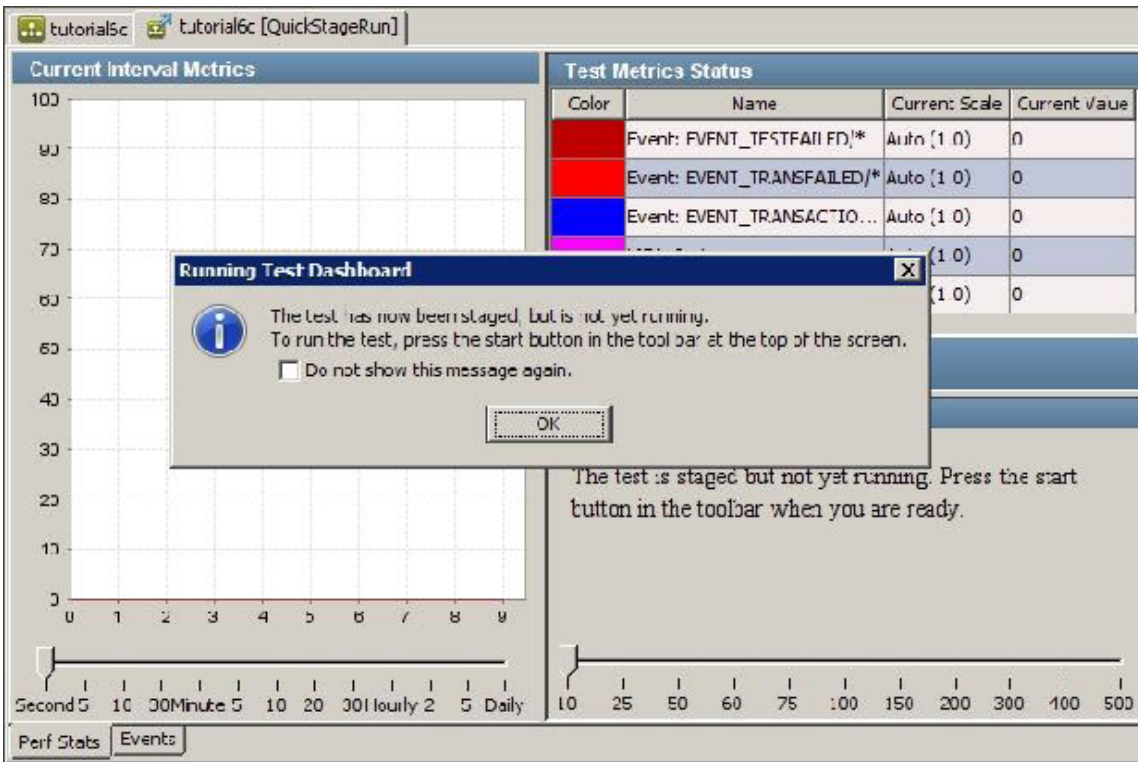 tutorial6c
tutorial6c [QuickStageRun]
Current Interval Metrics
100
90
80
70
60
50
40
30
20
10
0
0 1 2 3 4 5 6 7 8 9
Second 5 10 30 Minute 5 10 20 30 Hourly 2 5 Daily
Perf Stats
Events
Test Metrics Status
Color Name Current Scale Current Value
Event: EVENT_TESTFAILED/* Auto (1.0) 0
Event: EVENT_TRANSFAILED/* Auto (1.0) 0
Event: EVENT_TRANSACTIO... Auto (1.0) 0
(1.0) 0
(1.0) 0
Running Test Dashboard
The test has now been staged, but is not yet running.
To run the test, press the start button in the tool bar at the top of the screen.
Do not show this message again.
OK
The test is staged but not yet running. Press the start
button in the toolbar when you are ready.
10 25 50 60 75 100 150 200 300 400 500